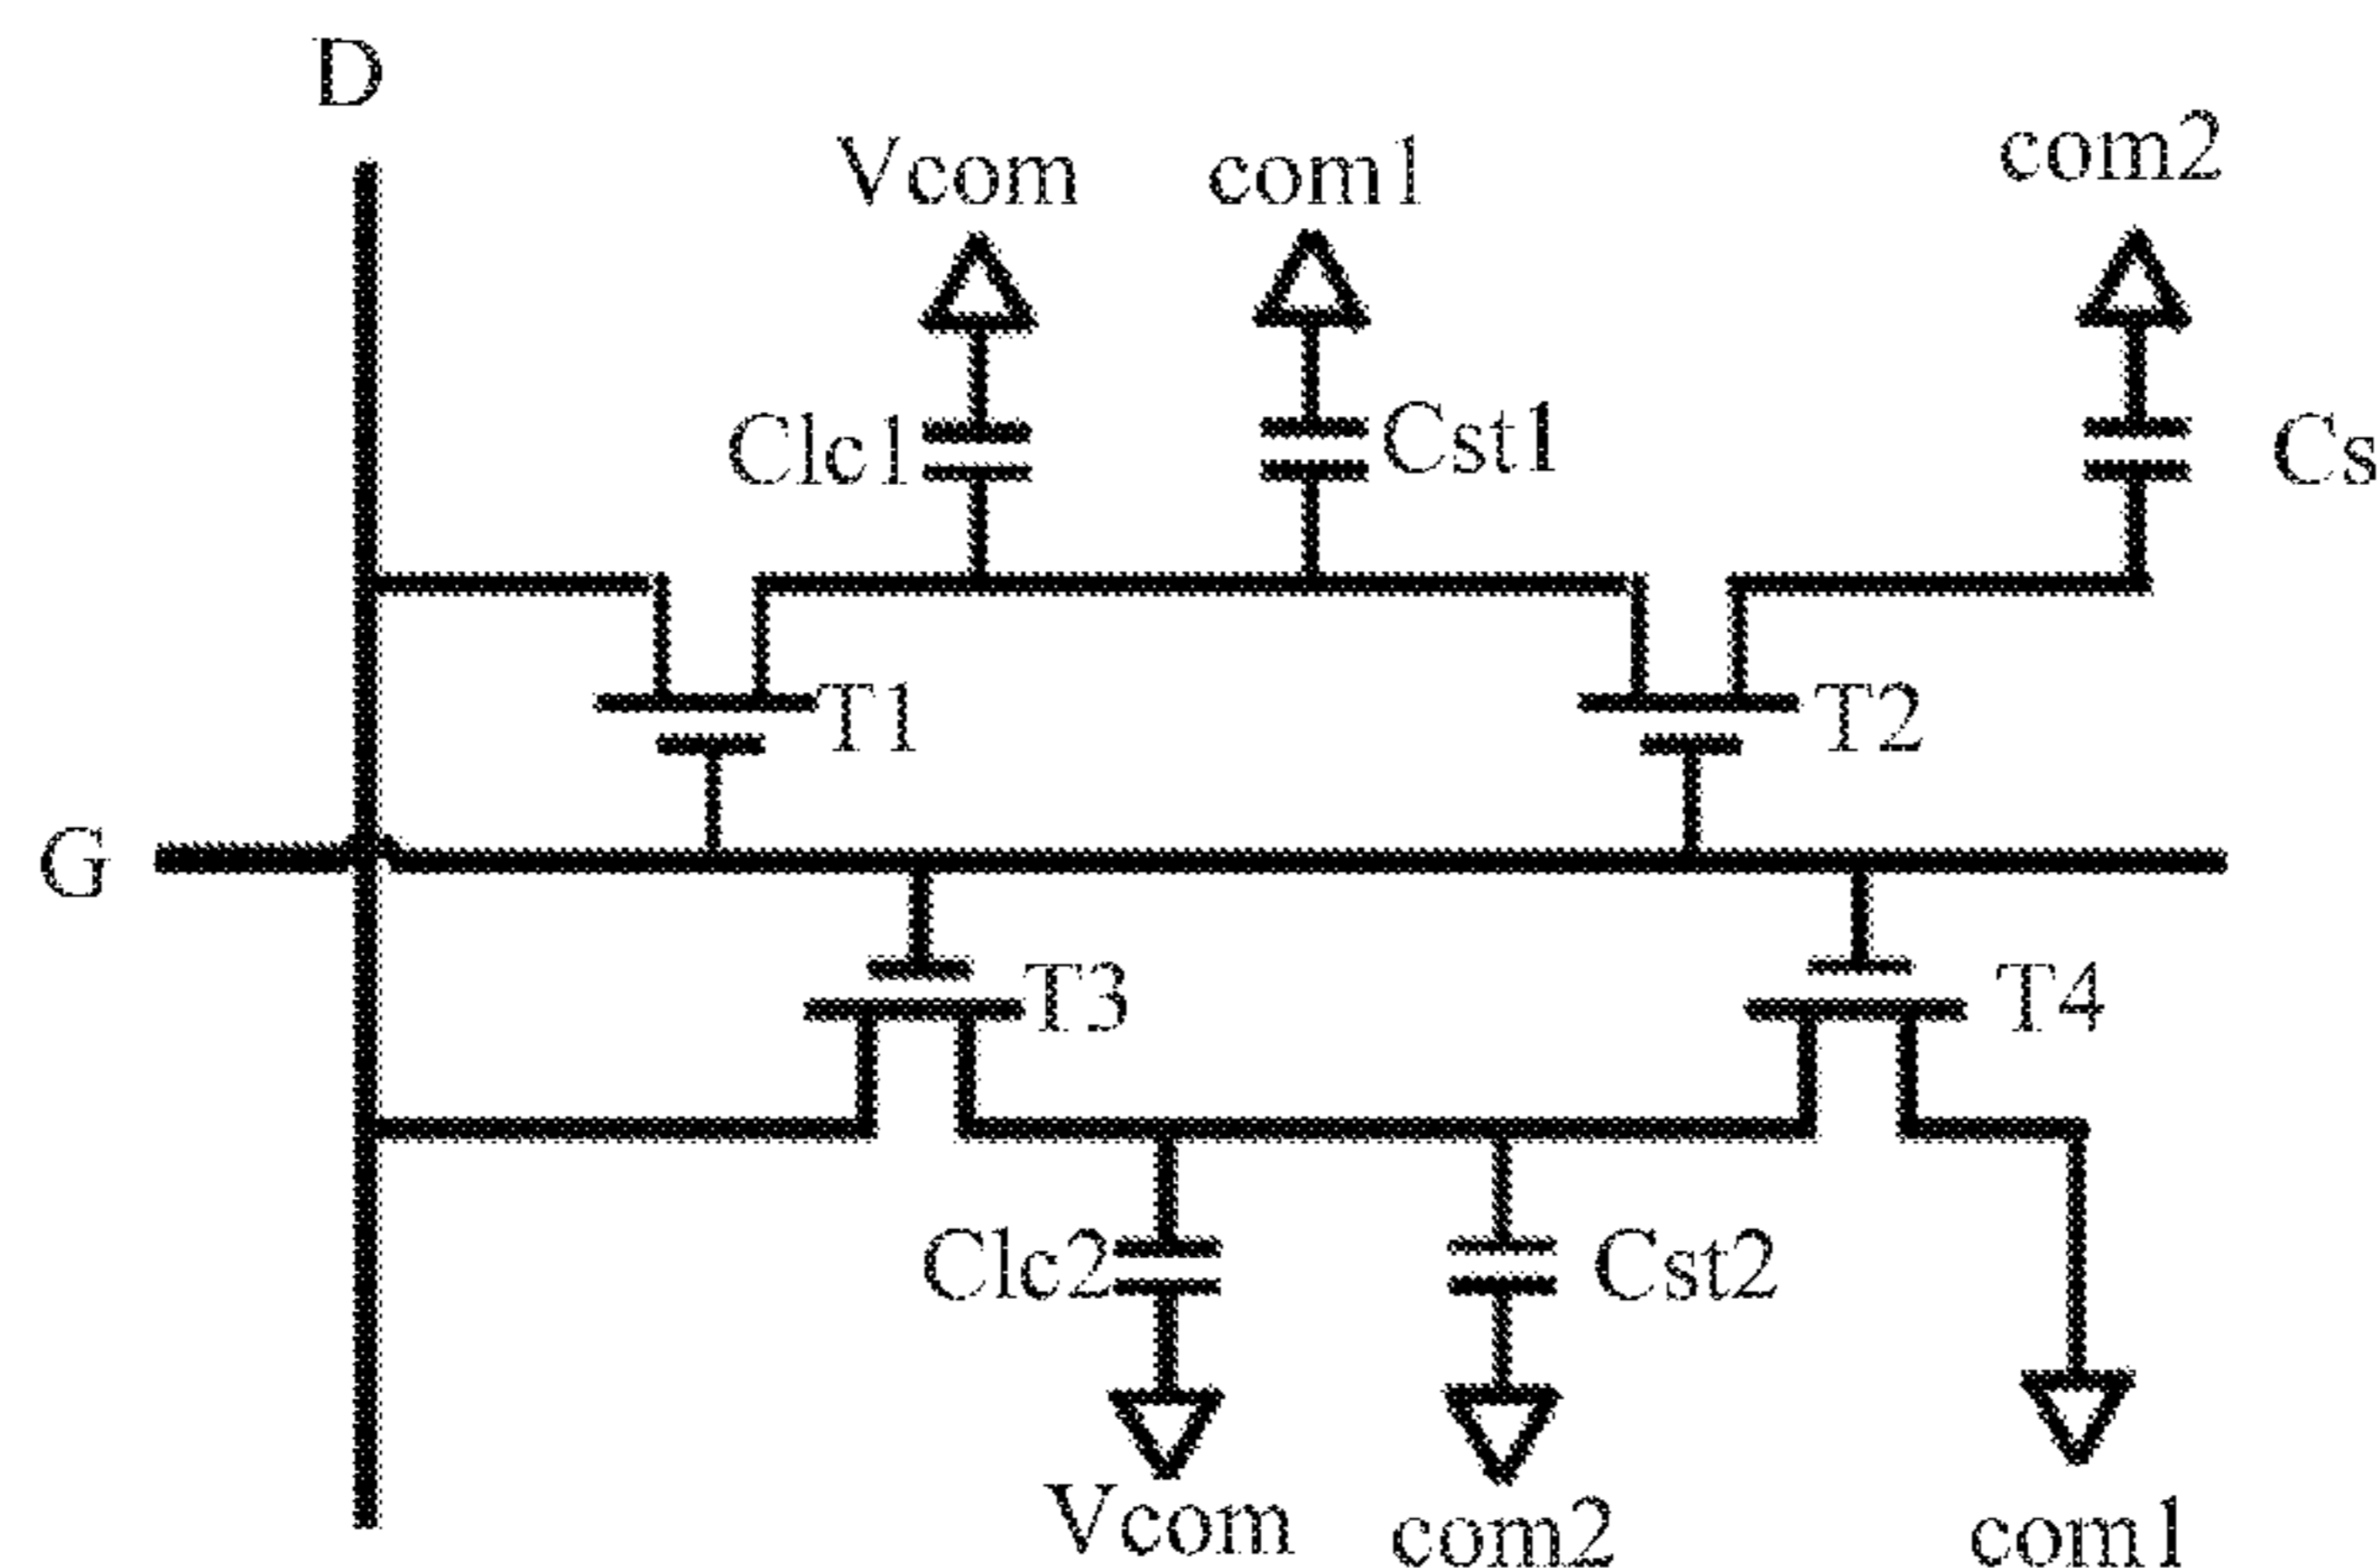 D
Vcom com1 com2
Clc1 Cst1 Cs
T1 T2
G
T3 T4
Clc2 Cst2
Vcom com2 com1